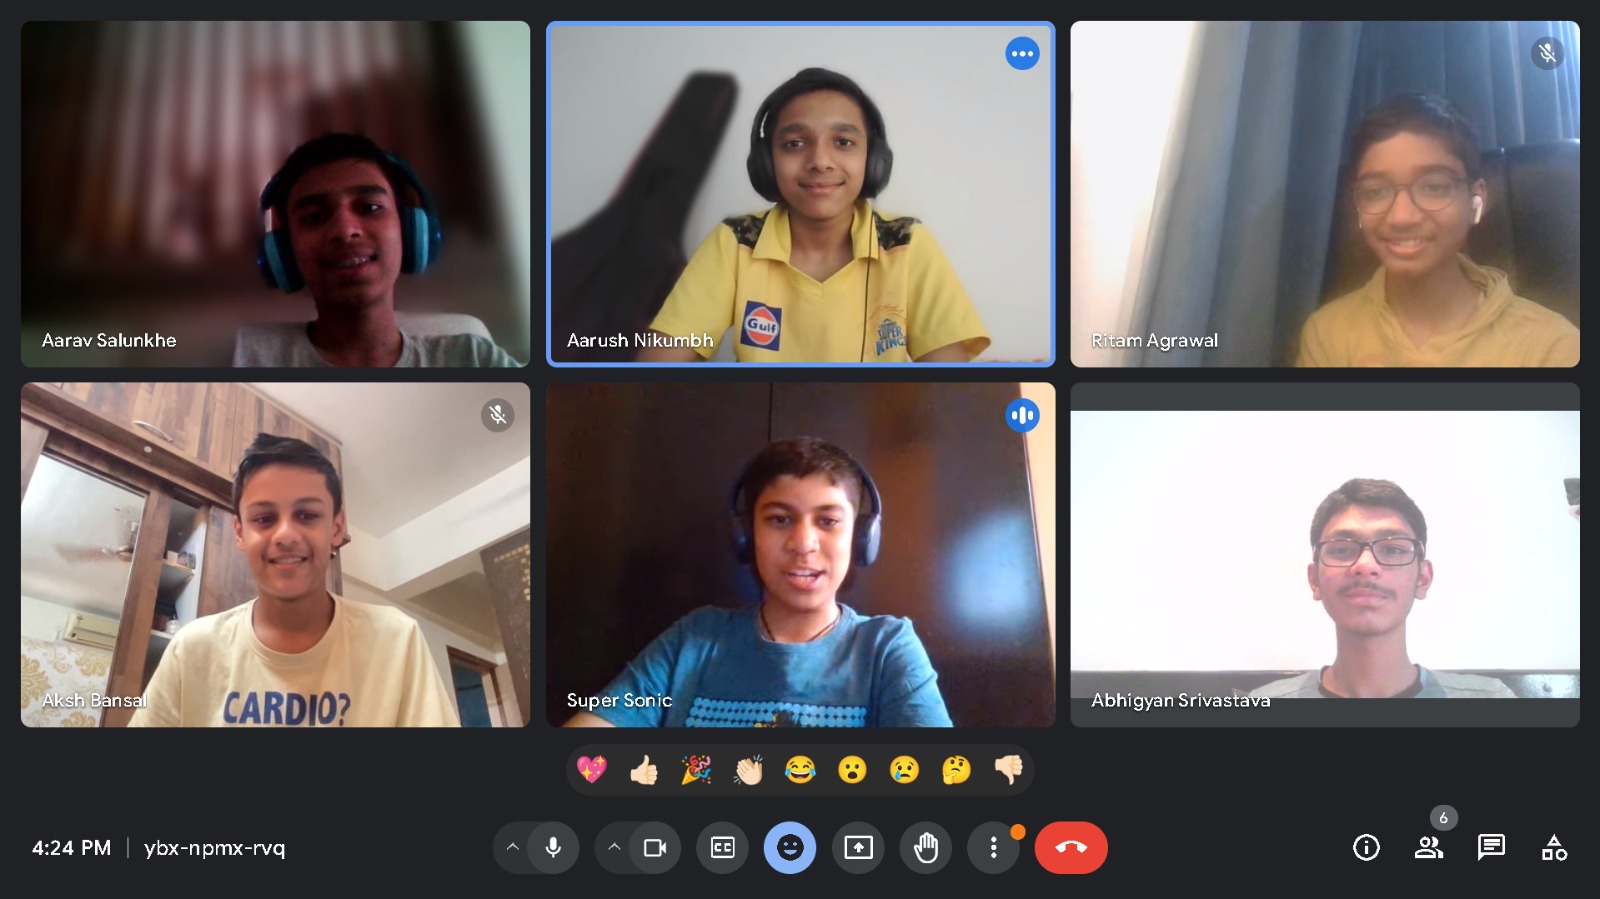 Aarav Salunkhe
Gulf
SUPER
KINGS
Aarush Nikumbh
Ritam Agrawal
CARDIO?
Aksh Bansal
Super Sonic
Abhigyan Srivastava
6
4:24 PM | ybx-npmx-rvq
CC